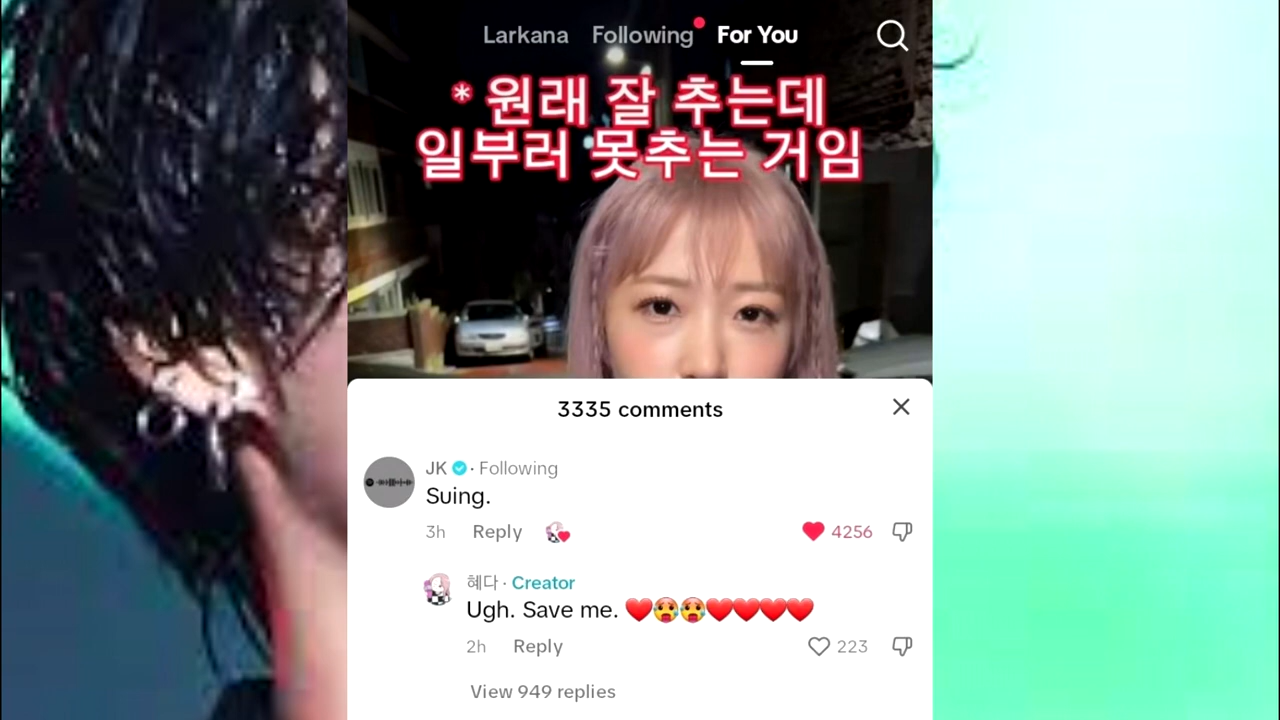 Larkana Following For You
* 원래 잘 추는데
일부러 못추는 거임
3335 comments
JK · Following
Suing.
3h Reply 4256
혜다 · Creator
Ugh. Save me. ❤️🥵🥵❤️❤️❤️❤️
2h Reply 223
View 949 replies